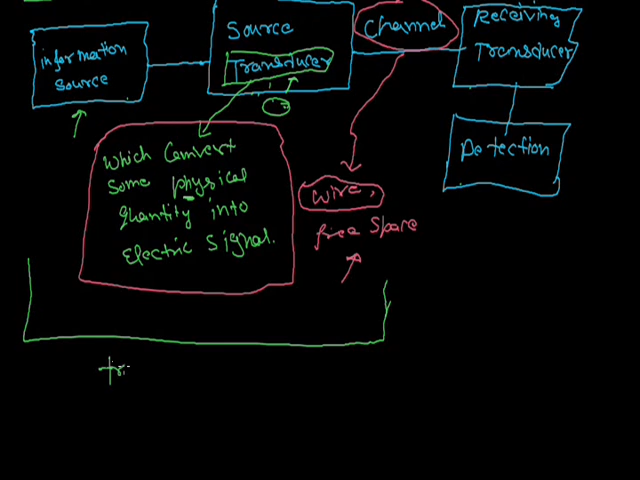 information
source
Source
Transducer
Channel
Receiving
Transducer
Detection
Which Convert
Some physical
Quantity into
Electric Signal.
Wire,
free Space
tr